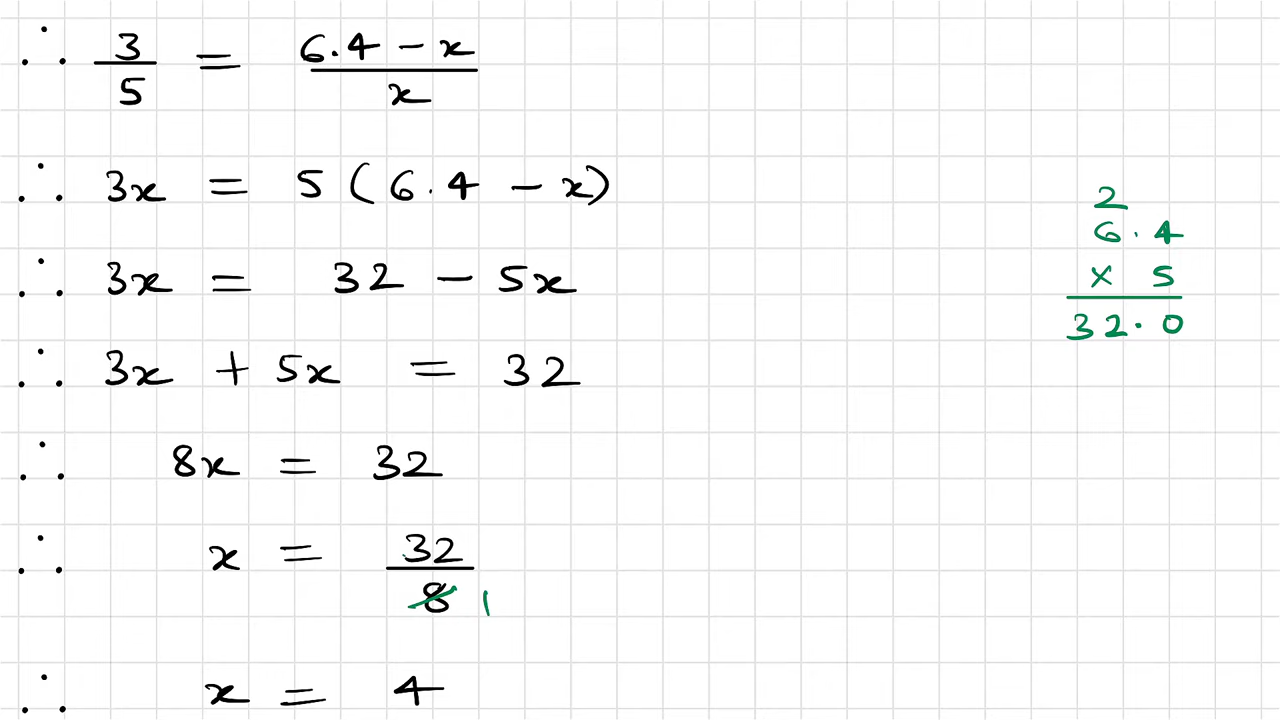 ∴ 3/5 = (6.4 - x)/x
∴ 3x = 5(6.4 - x)
∴ 3x = 32 - 5x
∴ 3x + 5x = 32
∴ 8x = 32
∴ x = 32/8 1
∴ x = 4
2
6.4
x 5
32.0